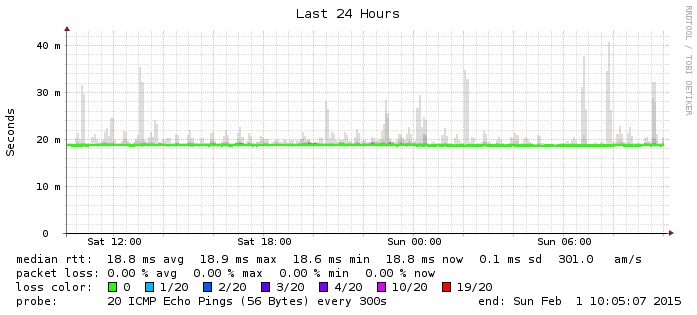 Last 24 Hours
RRDTOOL / TOBI OETIKER
Seconds
40 m
30 m
20 m
10 m
0
Sat 12:00 Sat 18:00 Sun 00:00 Sun 06:00
median rtt: 18.8 ms avg 18.9 ms max 18.6 ms min 18.8 ms now 0.1 ms sd 301.0 am/s
packet loss: 0.00 % avg 0.00 % max 0.00 % min 0.00 % now
loss color: 0 1/20 2/20 3/20 4/20 10/20 19/20
probe: 20 ICMP Echo Pings (56 Bytes) every 300s end: Sun Feb 1 10:05:07 2015